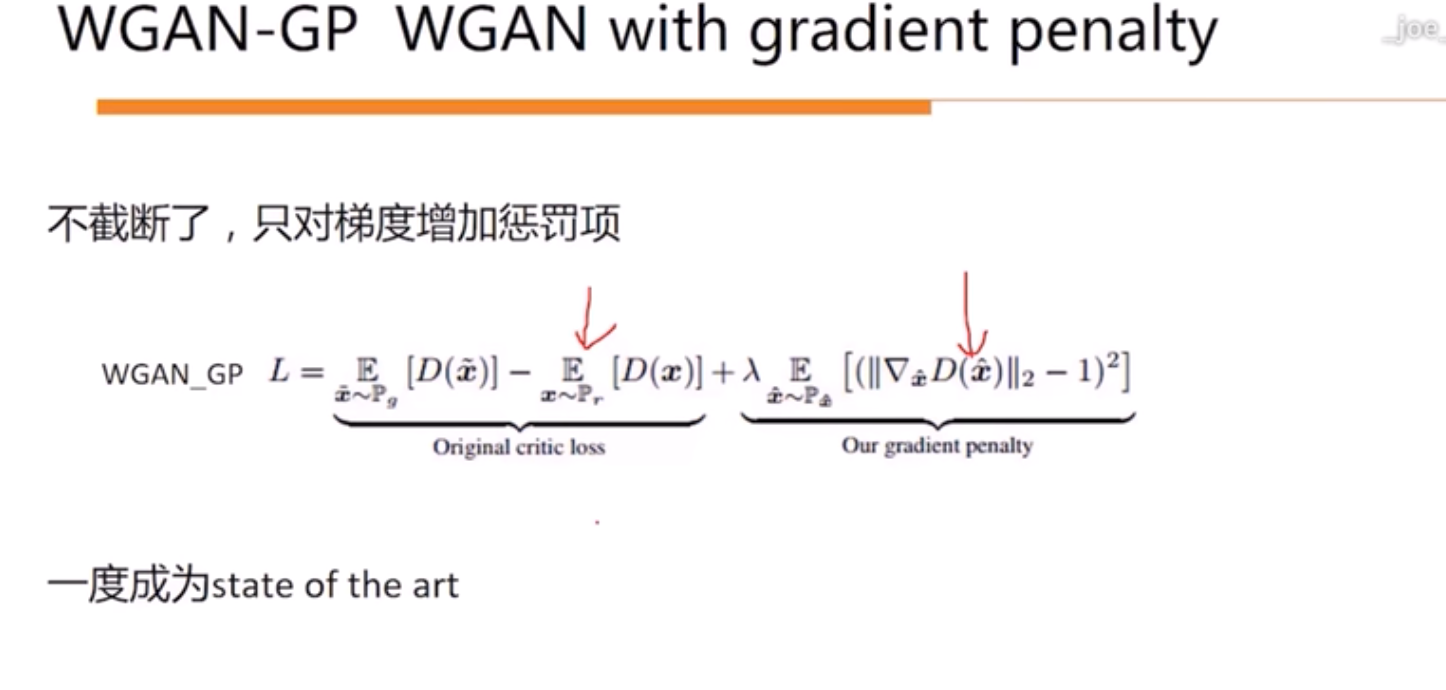 WGAN-GP WGAN with gradient penalty
_joe_
不截断了，只对梯度增加惩罚项
WGAN_GP L = 𝔼_{x̃∼ℙ_g} [D(x̃)] − 𝔼_{x∼ℙ_r} [D(x)] + λ 𝔼_{x̂∼ℙ_x̂} [(‖∇_x̂ D(x̂)‖₂ − 1)²]
Original critic loss Our gradient penalty
一度成为state of the art